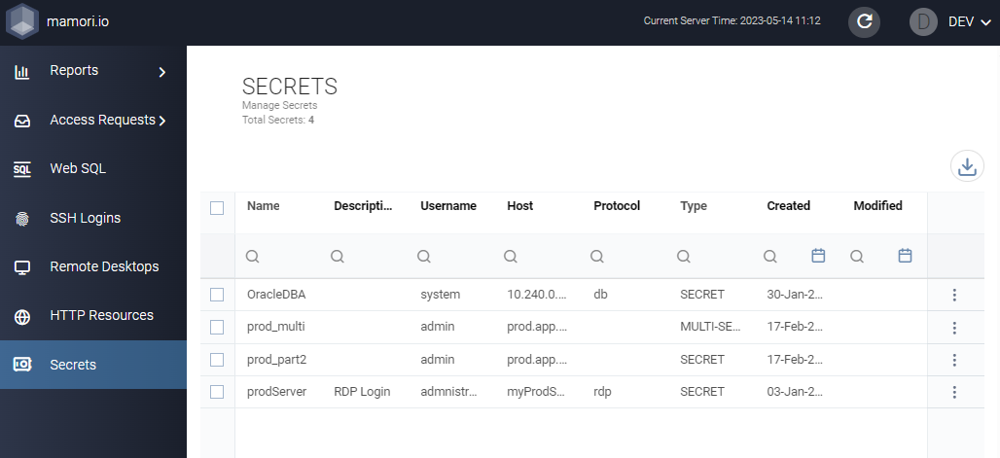 mamori.io
Current Server Time: 2023-05-14 11:12
D
DEV
Reports
Access Requests
SQL
Web SQL
SSH Logins
Remote Desktops
HTTP Resources
Secrets
SECRETS
Manage Secrets
Total Secrets: 4
Name Descripti... Username Host Protocol Type Created Modified
OracleDBA system 10.240.0.... db SECRET 30-Jan-2...
prod_multi admin prod.app.... MULTI-SE... 17-Feb-2...
prod_part2 admin prod.app.... SECRET 17-Feb-2...
prodServer RDP Login admnistr... myProdS... rdp SECRET 03-Jan-2...